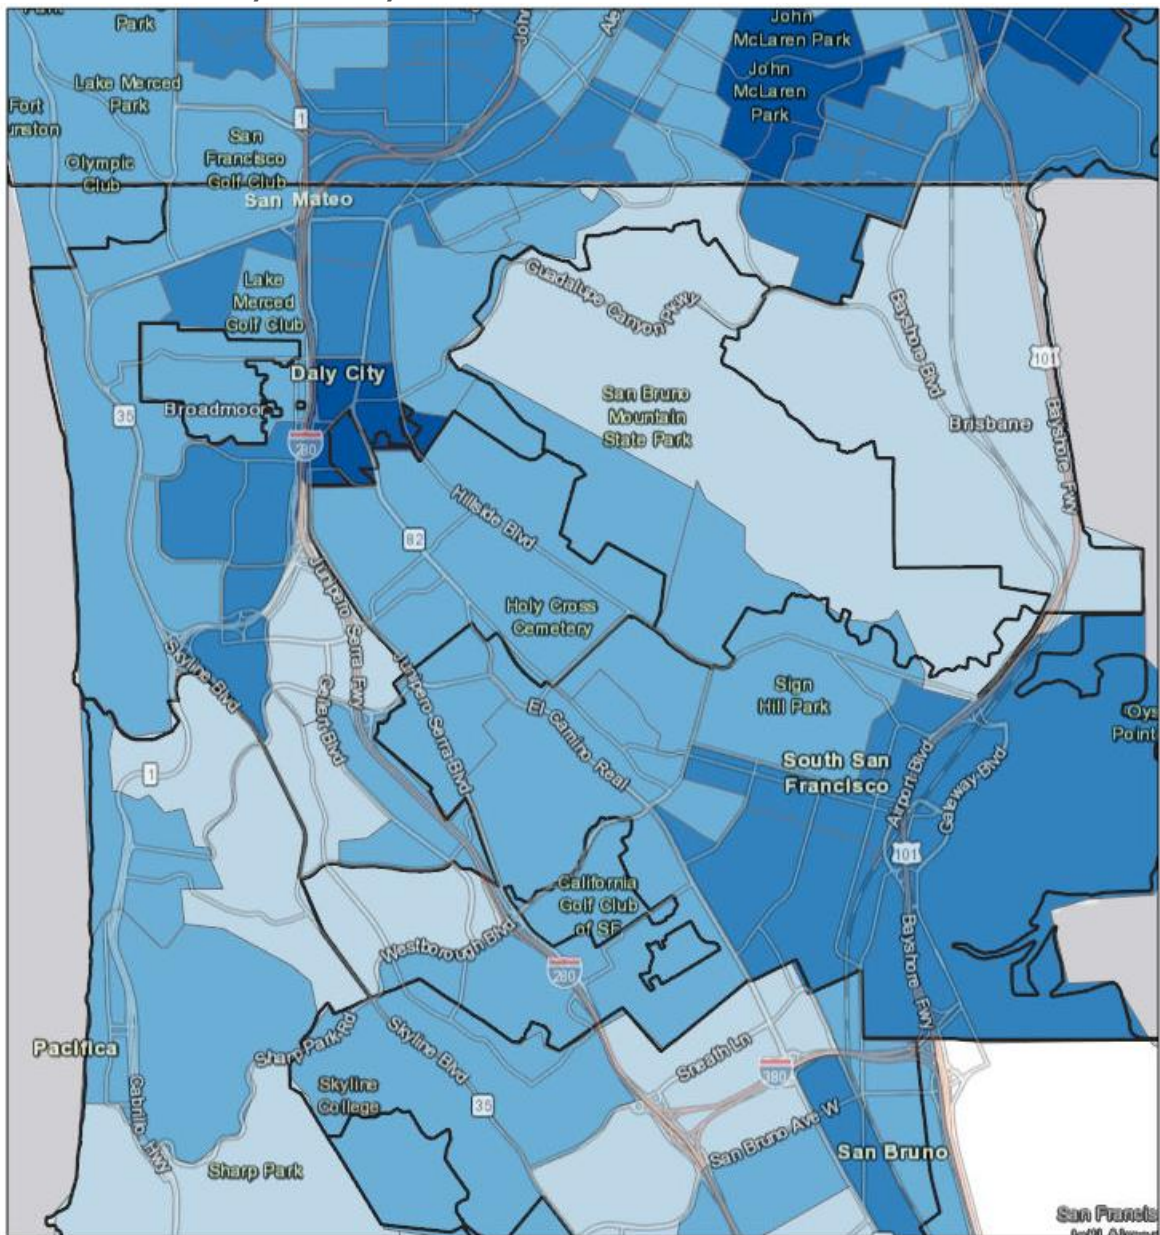 Park
John
McLaren Park
Lake Merced
Park
John
McLaren
Park
Fort
1
San
Francisco
Golf Club
Olympic
Club
San Mateo
Guadalupe Canyon Pkwy
Lake
Merced
Golf Club
Bayshore Blvd
101
Daly City
San Bruno
Mountain
State Park
Broadmoor
35
Brisbane
280
Bayshore Fwy
Hillside Blvd
82
Junipero Serra Fwy
Holy Cross
Cemetery
Skyline Blvd
Junipero Serra Blvd
Callan Blvd
Sign
Hill Park
El Camino Real
Point
1
South San
Francisco
Airport Blvd
Gateway Blvd
101
California
Golf Club
of SF
Westborough Blvd
280
Bayshore Fwy
Pacifica
Sharp Park Rd
Skyline Blvd
Sneath Ln
380
Skyline
College
35
Cabrillo Hwy
San Bruno Ave W
San Bruno
Sharp Park